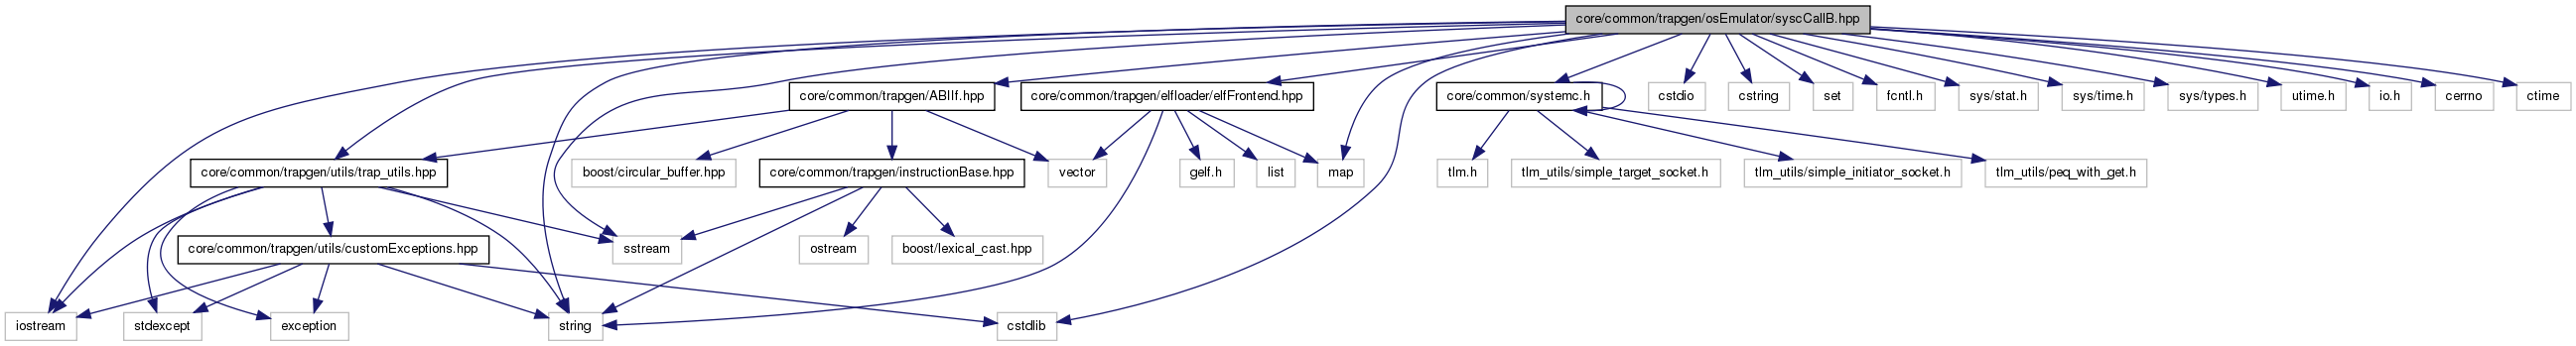 core/common/trapgen/osEmulator/syscCallB.hpp
core/common/trapgen/ABIIf.hpp
core/common/trapgen/elfloader/elfFrontend.hpp
core/common/systemc.h
cstdio
cstring
set
fcntl.h
sys/stat.h
sys/time.h
sys/types.h
utime.h
io.h
cerrno
ctime
core/common/trapgen/utils/trap_utils.hpp
boost/circular_buffer.hpp
core/common/trapgen/instructionBase.hpp
vector
gelf.h
list
map
tlm.h
tlm_utils/simple_target_socket.h
tlm_utils/simple_initiator_socket.h
tlm_utils/peq_with_get.h
core/common/trapgen/utils/customExceptions.hpp
sstream
ostream
boost/lexical_cast.hpp
iostream
stdexcept
exception
string
cstdlib